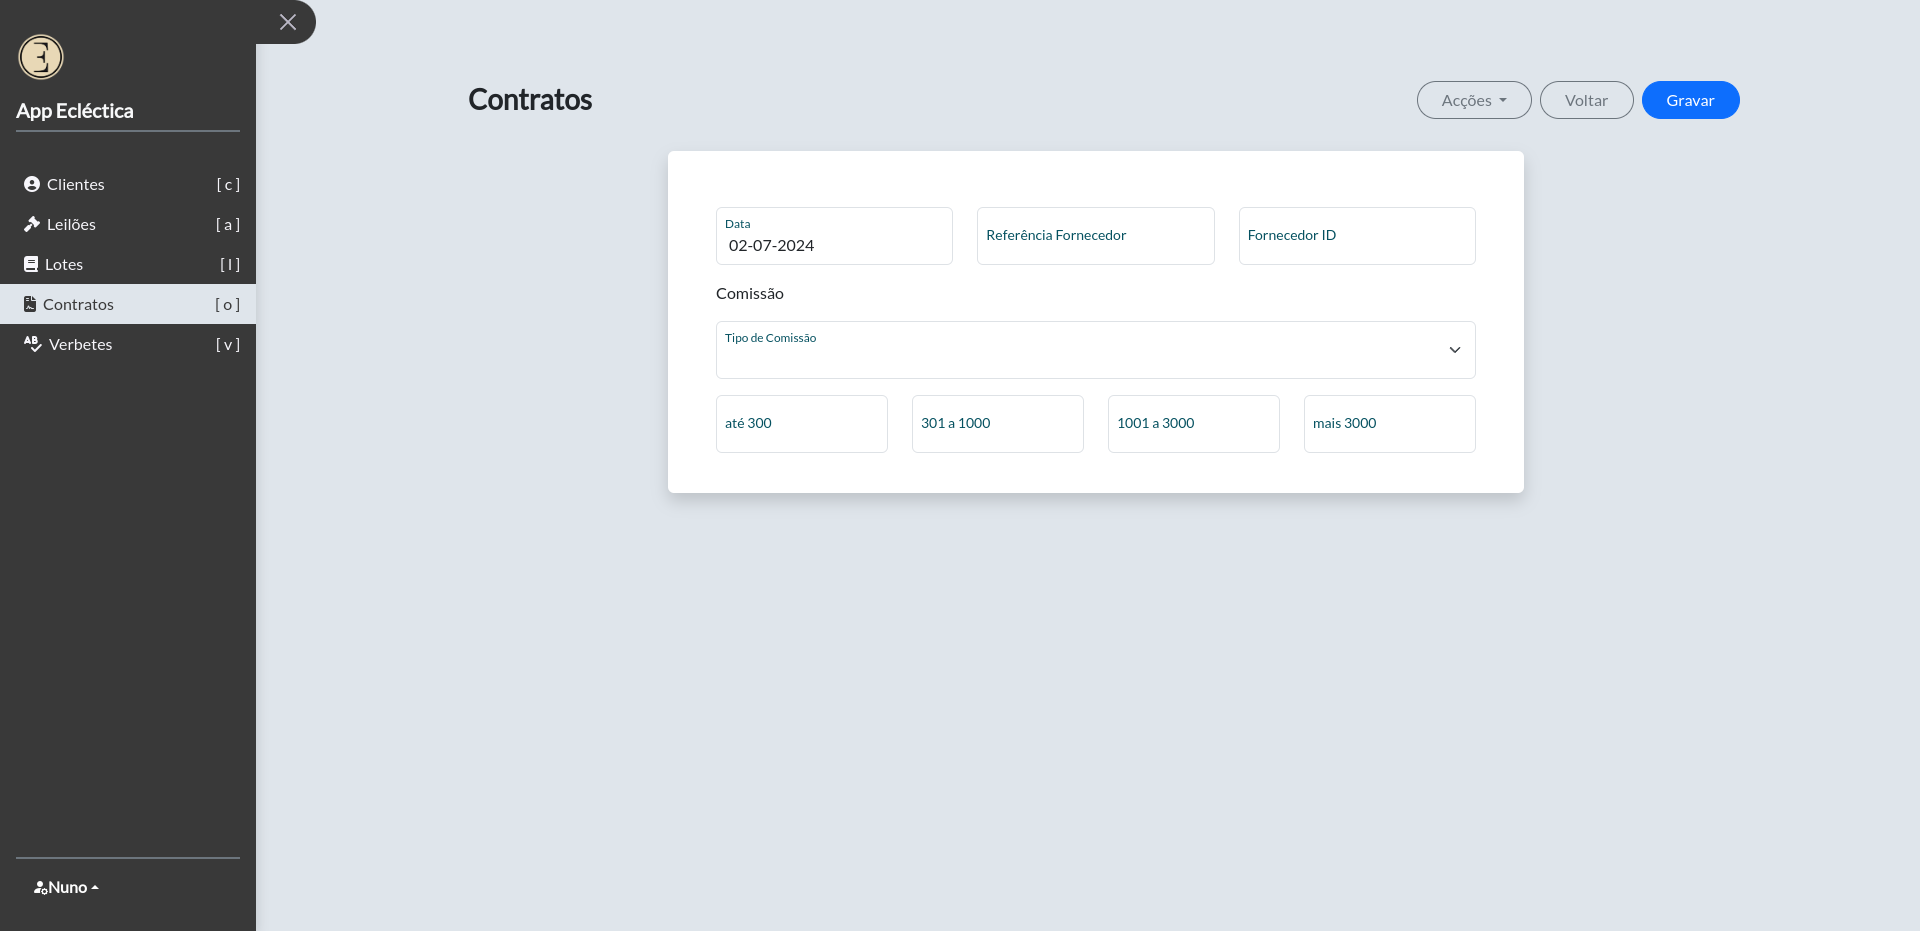 E
App Ecléctica
Clientes [ c ]
Leilões [ a ]
Lotes [ l ]
Contratos [ o ]
AB Verbetes [ v ]
Nuno
Contratos
Acções Voltar Gravar
Data
02-07-2024
Referência Fornecedor
Fornecedor ID
Comissão
Tipo de Comissão
até 300
301 a 1000
1001 a 3000
mais 3000